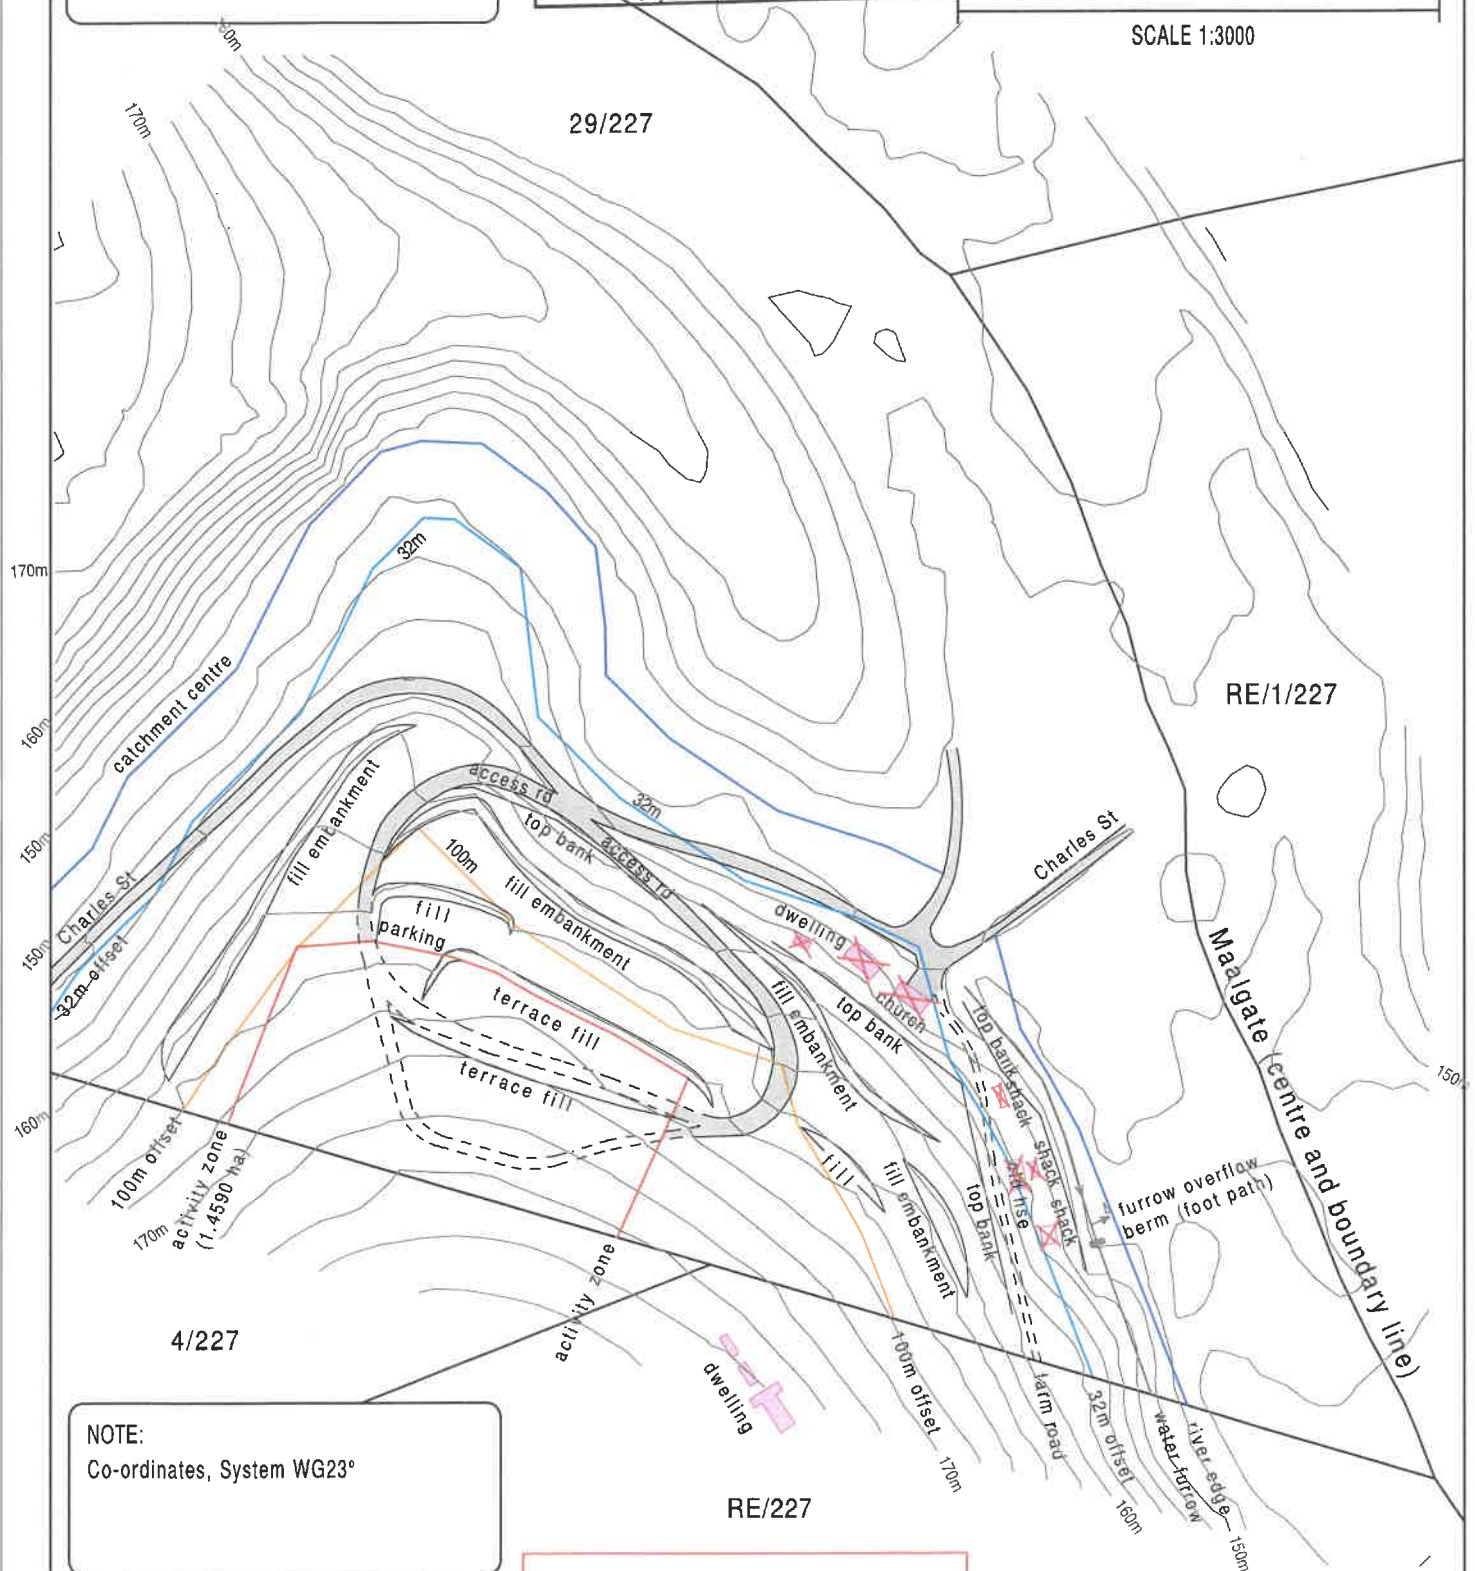 SCALE 1:3000
170m
29/227
170m
32m
catchment centre
160m
RE/1/227
access rd
32m
150m
fill embankment
top bank
access rd
100m
Charles St
fill embankment
Charles St
fill
parking
dwelling
150m
32m offset
church
top bank
fill embankment
Maalgate (centre and boundary line)
terrace fill
top bank
shack
terrace fill
150m
160m
100m offset
activity zone
(1.4590 ha)
170m
fill
fill embankment
top bank
old hse
shack
shack
furrow overflow
berm (foot path)
activity zone
4/227
dwelling
100m offset
farm road
32m offset
water furrow
river edge
NOTE:
Co-ordinates, System WG23°
170m
160m
150m
RE/227